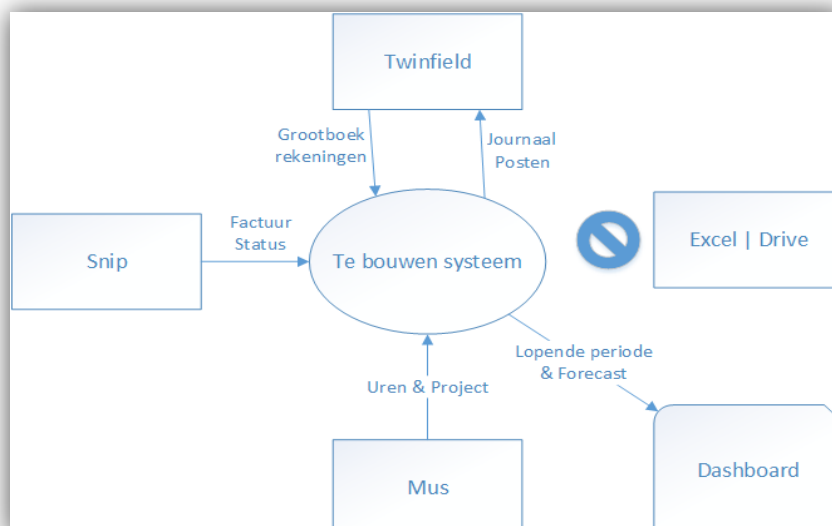 Twinfield
Grootboek
rekeningen
Journaal
Posten
Factuur
Status
Snip
Te bouwen systeem
Excel | Drive
Lopende periode
& Forecast
Uren & Project
Mus
Dashboard